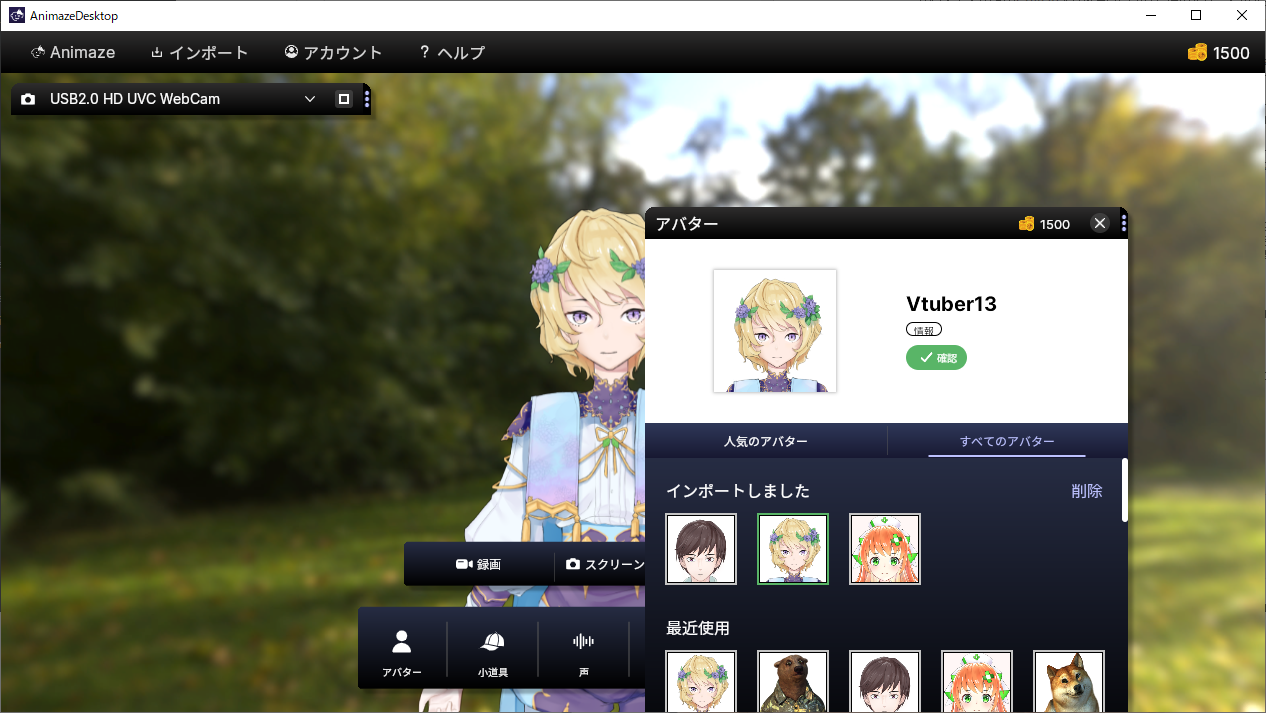 AnimazeDesktop
Animaze インポート アカウント ? ヘルプ 1500
USB2.0 HD UVC WebCam
アバター 1500
Vtuber13
情報
確認
人気のアバター すべてのアバター
インポートしました 削除
録画 スクリーン
最近使用
アバター 小道具 声